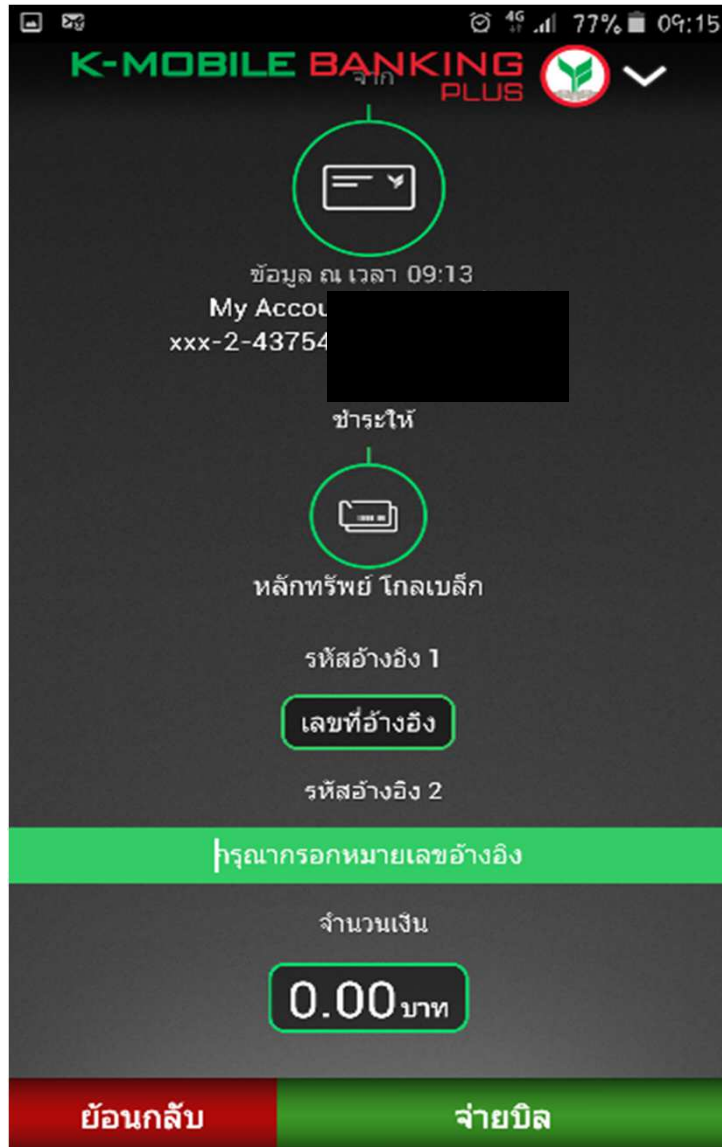 4G 77% 09:15
K-MOBILE BANKING
PLUS
จาก
ข้อมูล ณ เวลา 09:13
My Accou
xxx-2-43754
ชำระให้
หลักทรัพย์ โกลเบล็ก
รหัสอ้างอิง 1
เลขที่อ้างอิง
รหัสอ้างอิง 2
กรุณากรอกหมายเลขอ้างอิง
จำนวนเงิน
0.00 บาท
ย้อนกลับ
จ่ายบิล